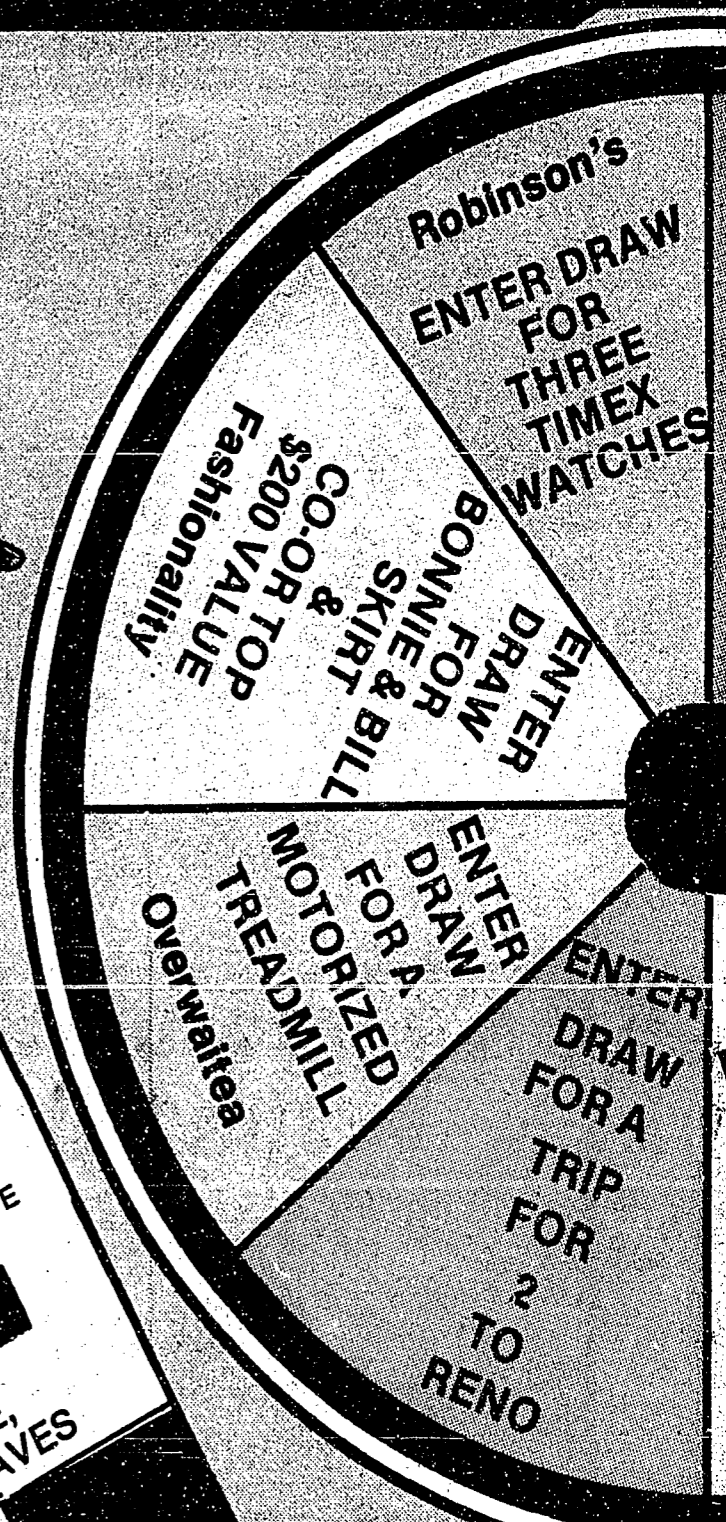 Robinson's
ENTER DRAW
FOR
THREE
TIMEX
WATCHES
ENTER
DRAW
FOR
BONNIE & BILL
SKIRT
&
CO-OR TOP
$200 VALUE
Fashionality
ENTER
DRAW
FOR A
MOTORIZED
TREADMILL
Overwaitea
ENTER
DRAW
FOR A
TRIP
FOR
2
TO
RENO
E
AVES